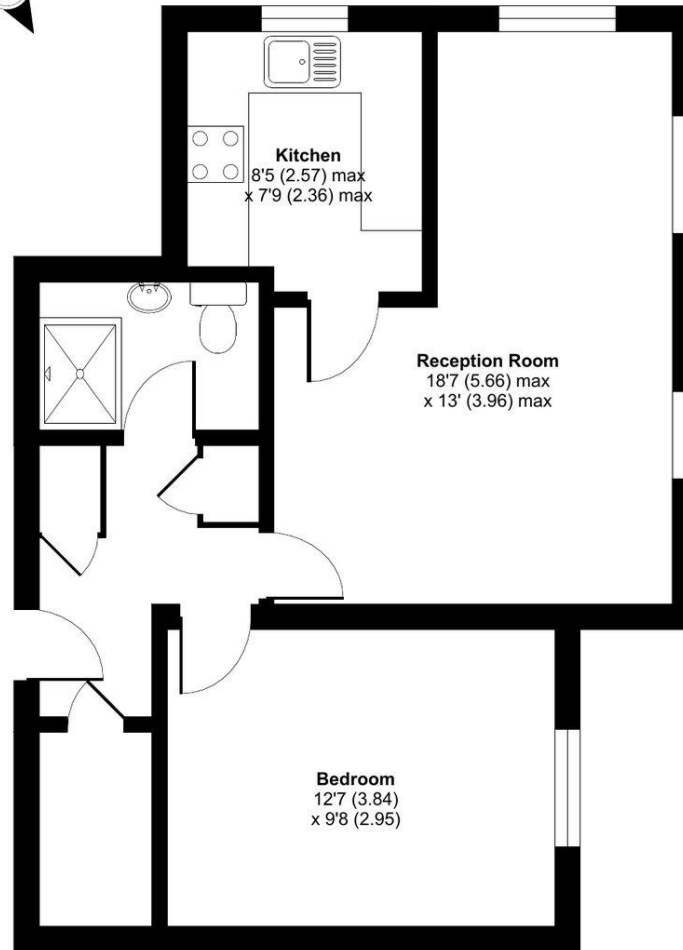 Kitchen
8'5 (2.57) max
x 7'9 (2.36) max
Reception Room
18'7 (5.66) max
x 13' (3.96) max
Bedroom
12'7 (3.84)
x 9'8 (2.95)